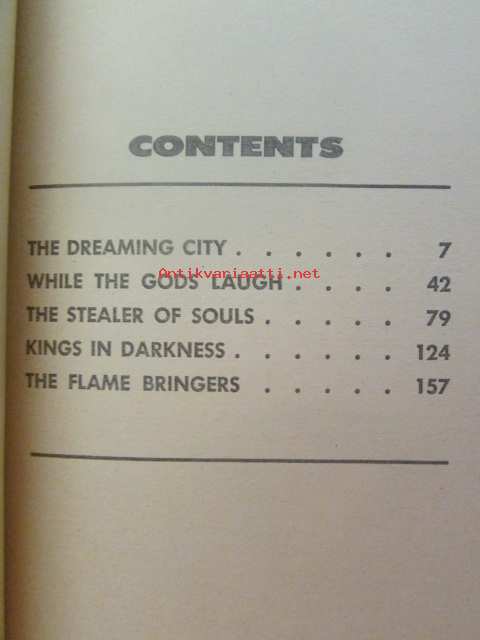 CONTENTS
THE DREAMING CITY . . . . . . 7
Antikvariaatti.net
WHILE THE GODS LAUGH . . . . 42
THE STEALER OF SOULS . . . . . 79
KINGS IN DARKNESS . . . . . . 124
THE FLAME BRINGERS . . . . . 157